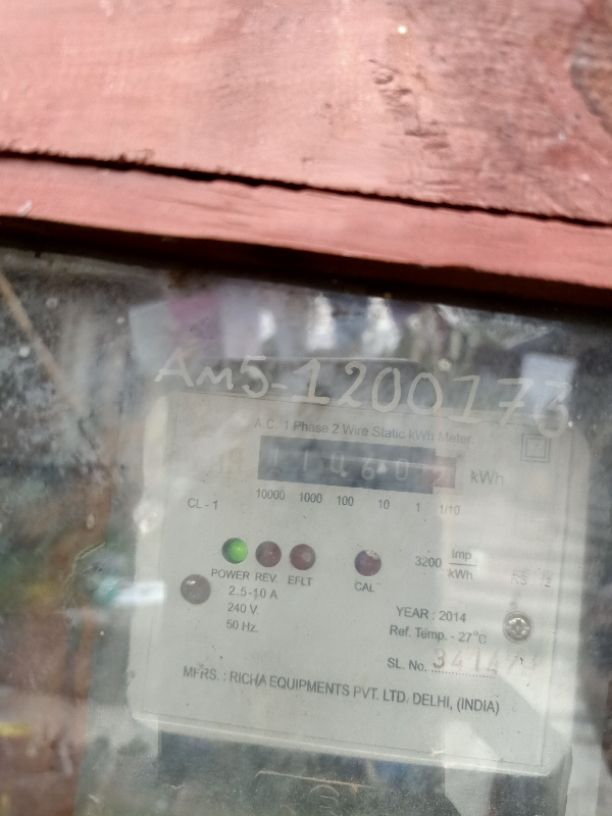 AM5-1200173
A.C. 1 Phase 2 Wire Static kWh Meter
kWh
10000 1000 100 10 1 1/10
CL - 1
3200 imp/kWh
POWER REV. EFLT CAL
2.5-10 A
240 V.
50 Hz.
YEAR : 2014
Ref. Temp. - 27°C
SL. No.
MFRS. : RICHA EQUIPMENTS PVT. LTD. DELHI, (INDIA)